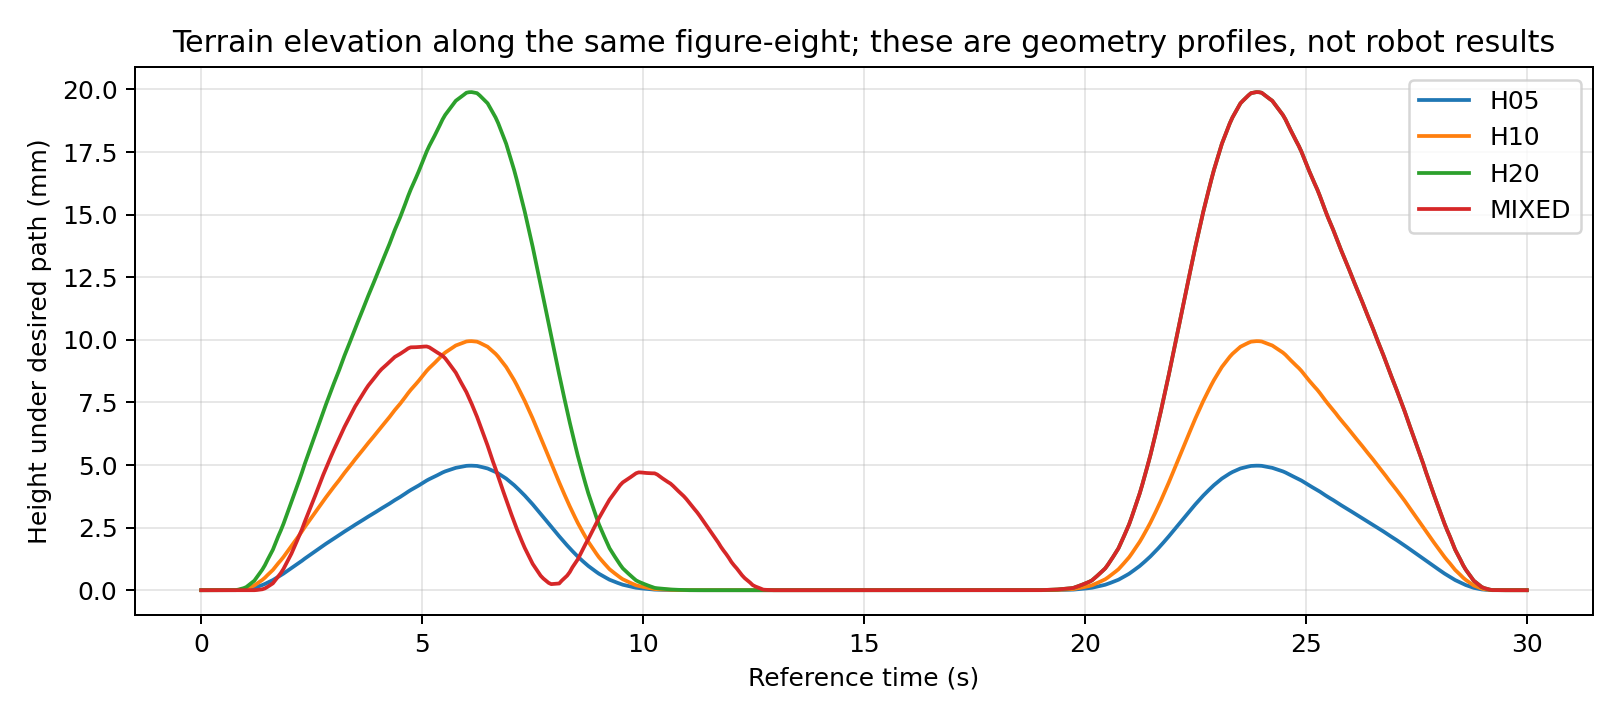 Terrain elevation along the same figure-eight; these are geometry profiles, not robot results
Height under desired path (mm)
20.0
17.5
15.0
12.5
10.0
7.5
5.0
2.5
0.0
H05
H10
H20
MIXED
0 5 10 15 20 25 30
Reference time (s)